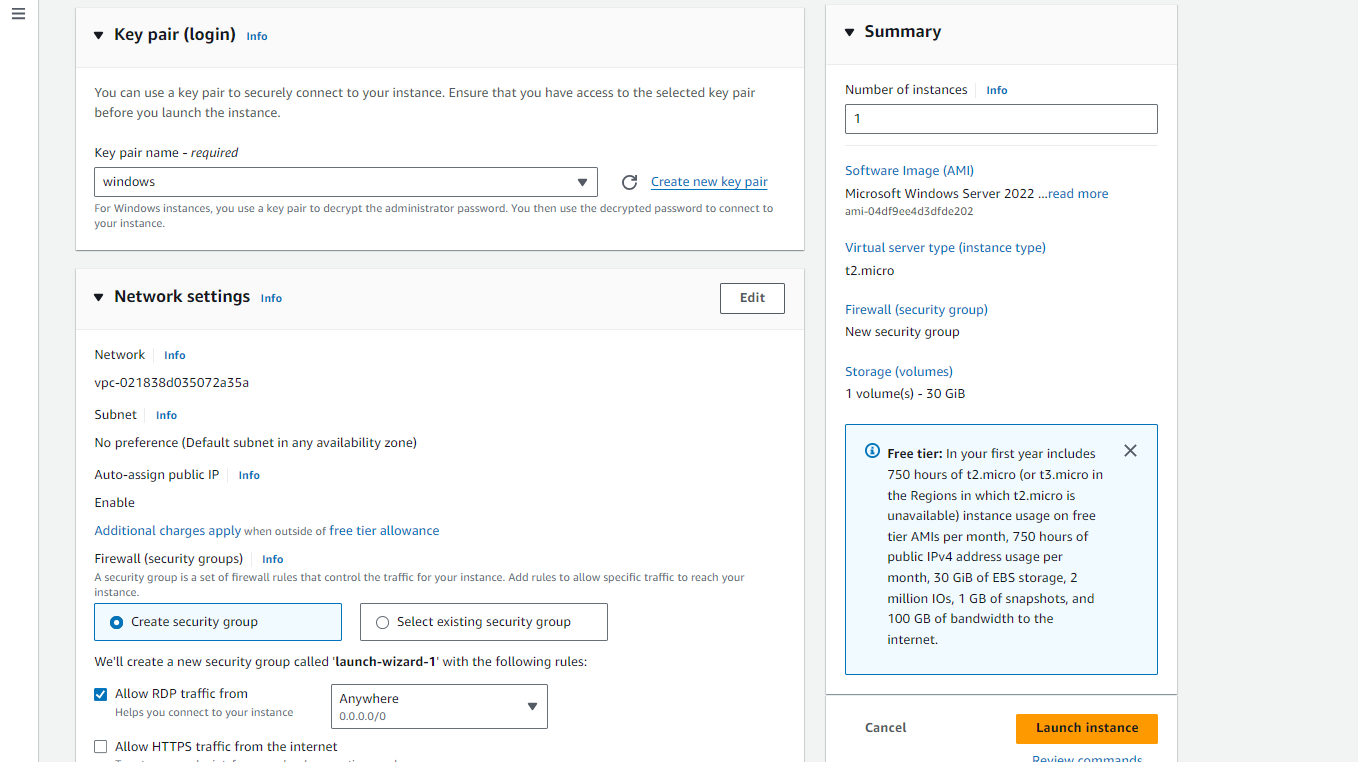 Key pair (login) Info
You can use a key pair to securely connect to your instance. Ensure that you have access to the selected key pair
before you launch the instance.
Key pair name - required
windows
Create new key pair
For Windows instances, you use a key pair to decrypt the administrator password. You then use the decrypted password to connect to
your instance.
Network settings Info
Edit
Network Info
vpc-021838d035072a35a
Subnet Info
No preference (Default subnet in any availability zone)
Auto-assign public IP Info
Enable
Additional charges apply when outside of free tier allowance
Firewall (security groups) Info
A security group is a set of firewall rules that control the traffic for your instance. Add rules to allow specific traffic to reach your
instance.
Create security group
Select existing security group
We'll create a new security group called 'launch-wizard-1' with the following rules:
Allow RDP traffic from
Helps you connect to your instance
Anywhere
0.0.0.0/0
Allow HTTPS traffic from the internet
Summary
Number of instances Info
1
Software Image (AMI)
Microsoft Windows Server 2022 ...read more
ami-04df9ee4d3dfde202
Virtual server type (instance type)
t2.micro
Firewall (security group)
New security group
Storage (volumes)
1 volume(s) - 30 GiB
Free tier: In your first year includes
750 hours of t2.micro (or t3.micro in
the Regions in which t2.micro is
unavailable) instance usage on free
tier AMIs per month, 750 hours of
public IPv4 address usage per
month, 30 GiB of EBS storage, 2
million IOs, 1 GB of snapshots, and
100 GB of bandwidth to the
internet.
Cancel
Launch instance
Review commands